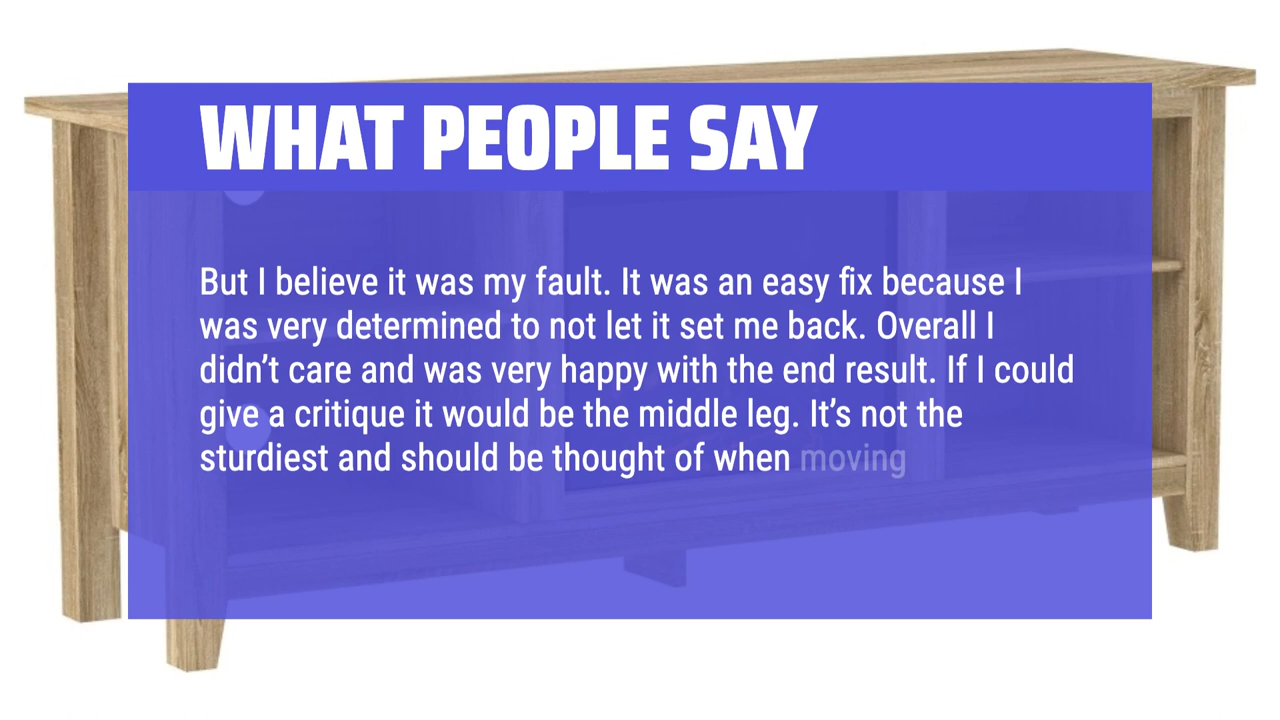 WHAT PEOPLE SAY
But I believe it was my fault. It was an easy fix because I
was very determined to not let it set me back. Overall I
didn’t care and was very happy with the end result. If I could
give a critique it would be the middle leg. It’s not the
sturdiest and should be thought of when moving